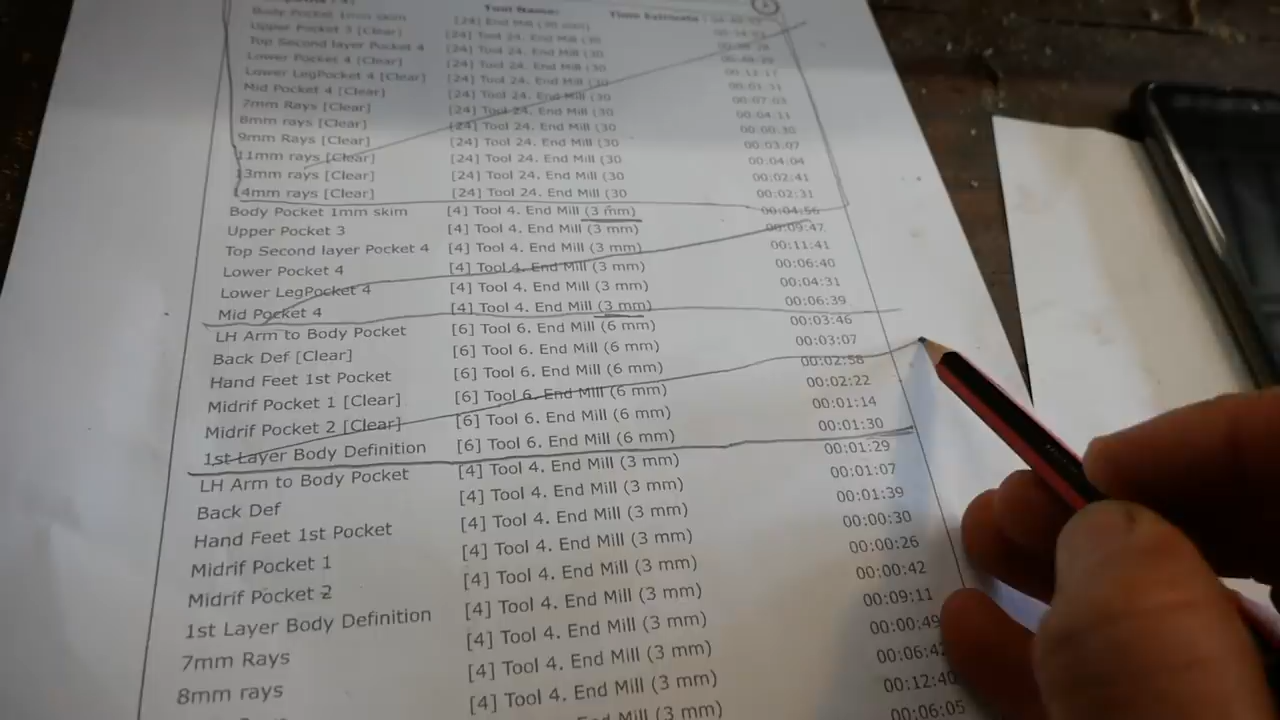 Tool Name: Time Estimate :
Body Pocket 1mm skim [24] End Mill (30 mm)
Upper Pocket 3 [Clear] [24] Tool 24. End Mill (30
Top Second layer Pocket 4 [24] Tool 24. End Mill (30
Lower Pocket 4 [Clear] [24] Tool 24. End Mill (30
Lower LegPocket 4 [Clear] [24] Tool 24. End Mill (30 00:01:31
Mid Pocket 4 [Clear] [24] Tool 24. End Mill (30 00:07:03
7mm Rays [Clear] [24] Tool 24. End Mill (30 00:04:11
8mm rays [Clear] [24] Tool 24. End Mill (30 00:00:30
9mm Rays [Clear] [24] Tool 24. End Mill (30 00:03:07
11mm rays [Clear] [24] Tool 24. End Mill (30 00:04:04
13mm rays [Clear] [24] Tool 24. End Mill (30 00:02:41
14mm rays [Clear] [24] Tool 24. End Mill (30 00:02:31
Body Pocket 1mm skim [4] Tool 4. End Mill (3 mm) 00:04:56
Upper Pocket 3 [4] Tool 4. End Mill (3 mm) 00:09:47
Top Second layer Pocket 4 [4] Tool 4. End Mill (3 mm) 00:11:41
Lower Pocket 4 [4] Tool 4. End Mill (3 mm) 00:06:40
Lower LegPocket 4 [4] Tool 4. End Mill (3 mm) 00:04:31
Mid Pocket 4 [4] Tool 4. End Mill (3 mm) 00:06:39
LH Arm to Body Pocket [6] Tool 6. End Mill (6 mm) 00:03:46
Back Def [Clear] [6] Tool 6. End Mill (6 mm) 00:03:07
Hand Feet 1st Pocket [6] Tool 6. End Mill (6 mm) 00:02:58
Midrif Pocket 1 [Clear] [6] Tool 6. End Mill (6 mm) 00:02:22
Midrif Pocket 2 [Clear] [6] Tool 6. End Mill (6 mm) 00:01:14
1st Layer Body Definition [6] Tool 6. End Mill (6 mm) 00:01:30
LH Arm to Body Pocket [4] Tool 4. End Mill (3 mm) 00:01:29
Back Def [4] Tool 4. End Mill (3 mm) 00:01:07
Hand Feet 1st Pocket [4] Tool 4. End Mill (3 mm) 00:01:39
Midrif Pocket 1 [4] Tool 4. End Mill (3 mm) 00:00:30
Midrif Pocket 2 [4] Tool 4. End Mill (3 mm) 00:00:26
1st Layer Body Definition [4] Tool 4. End Mill (3 mm) 00:00:42
7mm Rays [4] Tool 4. End Mill (3 mm) 00:09:11
8mm rays [4] Tool 4. End Mill (3 mm) 00:00:49
[4] Tool 4. End Mill (3 mm) 00:06:42
Mill (3 mm) 00:12:40
00:06:05